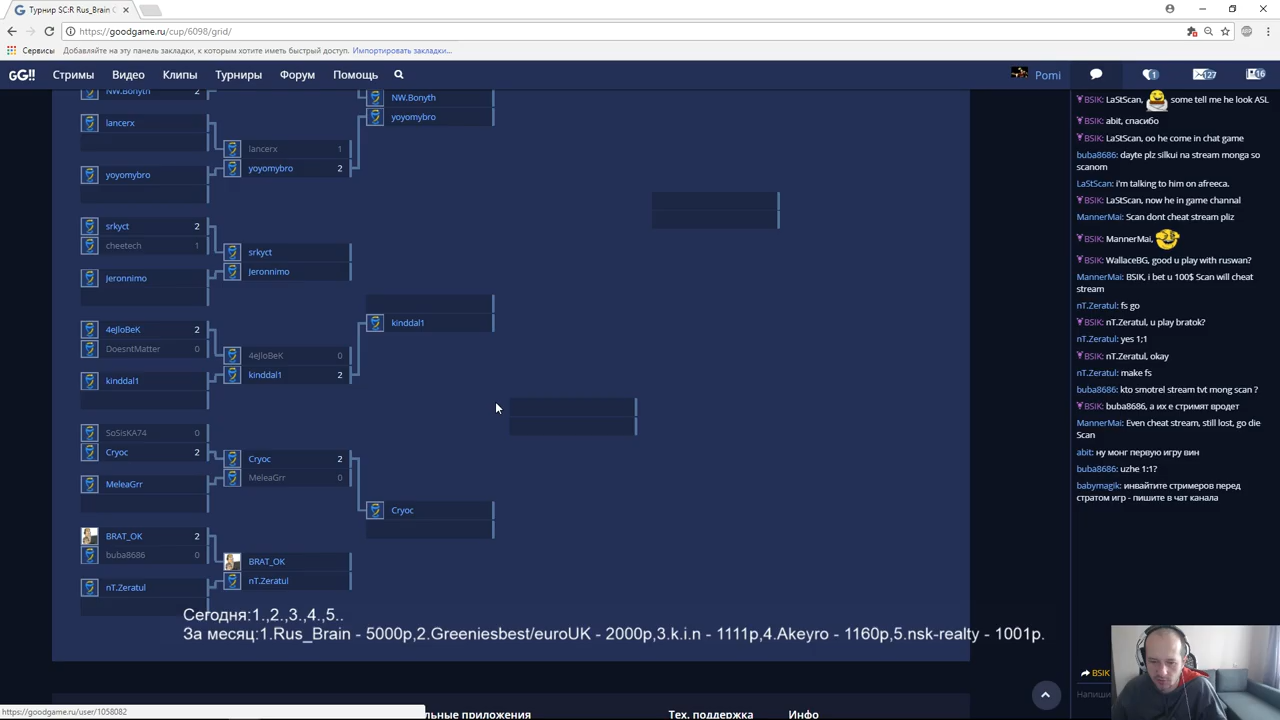 Турнир SC:R Rus_Brain
https://goodgame.ru/cup/6098/grid/
Сервисы
Добавляйте на эту панель закладки, к которым хотите иметь быстрый доступ. Импортировать закладки...
GG!!
Стримы
Видео
Клипы
Турниры
Форум
Помощь
Pomi
1
127
16
NW.Bonyth 2
lancerx
yoyomybro
srkyct 2
cheetech 1
Jeronnimo
4eJloBeK 2
DoesntMatter 0
kinddal1
SoSisKA74 0
Cryoc 2
MeleaGrr
BRAT_OK 2
buba8686 0
nT.Zeratul
lancerx 1
yoyomybro 2
srkyct
Jeronnimo
4eJloBeK 0
kinddal1 2
Cryoc 2
MeleaGrr 0
BRAT_OK
nT.Zeratul
NW.Bonyth
yoyomybro
kinddal1
Cryoc
Сегодня:1.,2.,3.,4.,5..
За месяц:1.Rus_Brain - 5000р,2.Greeniesbest/euroUK - 2000р,3.k.i.n - 1111р,4.Akeyro - 1160р,5.nsk-realty - 1001р.
BSIK: LaStScan, some tell me he look ASL
BSIK: abit, спасибо
BSIK: LaStScan, oo he come in chat game
buba8686: dayte plz silkui na stream monga so
scanom
LaStScan: i'm talking to him on afreeca.
BSIK: LaStScan, now he in game channal
MannerMai: Scan dont cheat stream pliz
BSIK: MannerMai,
BSIK: WallaceBG, good u play with ruswan?
MannerMai: BSIK, i bet u 100$ Scan will cheat
stream
nT.Zeratul: fs go
BSIK: nT.Zeratul, u play bratok?
nT.Zeratul: yes 1;1
BSIK: nT.Zeratul, okay
nT.Zeratul: make fs
buba8686: kto smotrel stream tvt mong scan ?
BSIK: buba8686, а их е стримят вродет
MannerMai: Even cheat stream, still lost, go die
Scan
abit: ну монг первую игру вин
buba8686: uzhe 1:1?
babymagik: инвайтите стримеров перед
стратом игр - пишите в чат канала
BSIK
Напиши
https://goodgame.ru/user/1058082
льные приложения
Тех. поддержка
Инфо